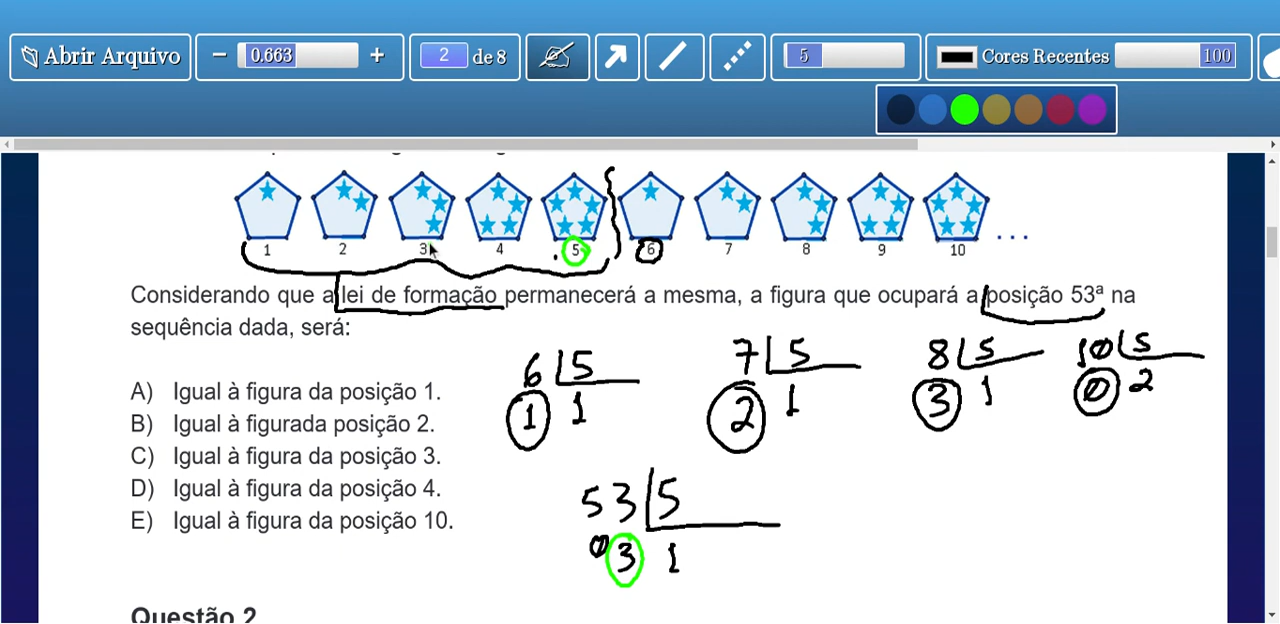 Abrir Arquivo − 0.663 + 2 de 8 5 Cores Recentes 100
1 2 3 4 5 6 7 8 9 10 ...
Considerando que a lei de formação permanecerá a mesma, a figura que ocupará a posição 53ª na
sequência dada, será:
6 5 7 5 8 5 10 5
1 1 2 1 3 1 0 2
A) Igual à figura da posição 1.
B) Igual à figurada posição 2.
C) Igual à figura da posição 3.
D) Igual à figura da posição 4.
E) Igual à figura da posição 10.
53 5
0 3 1
Questão 2